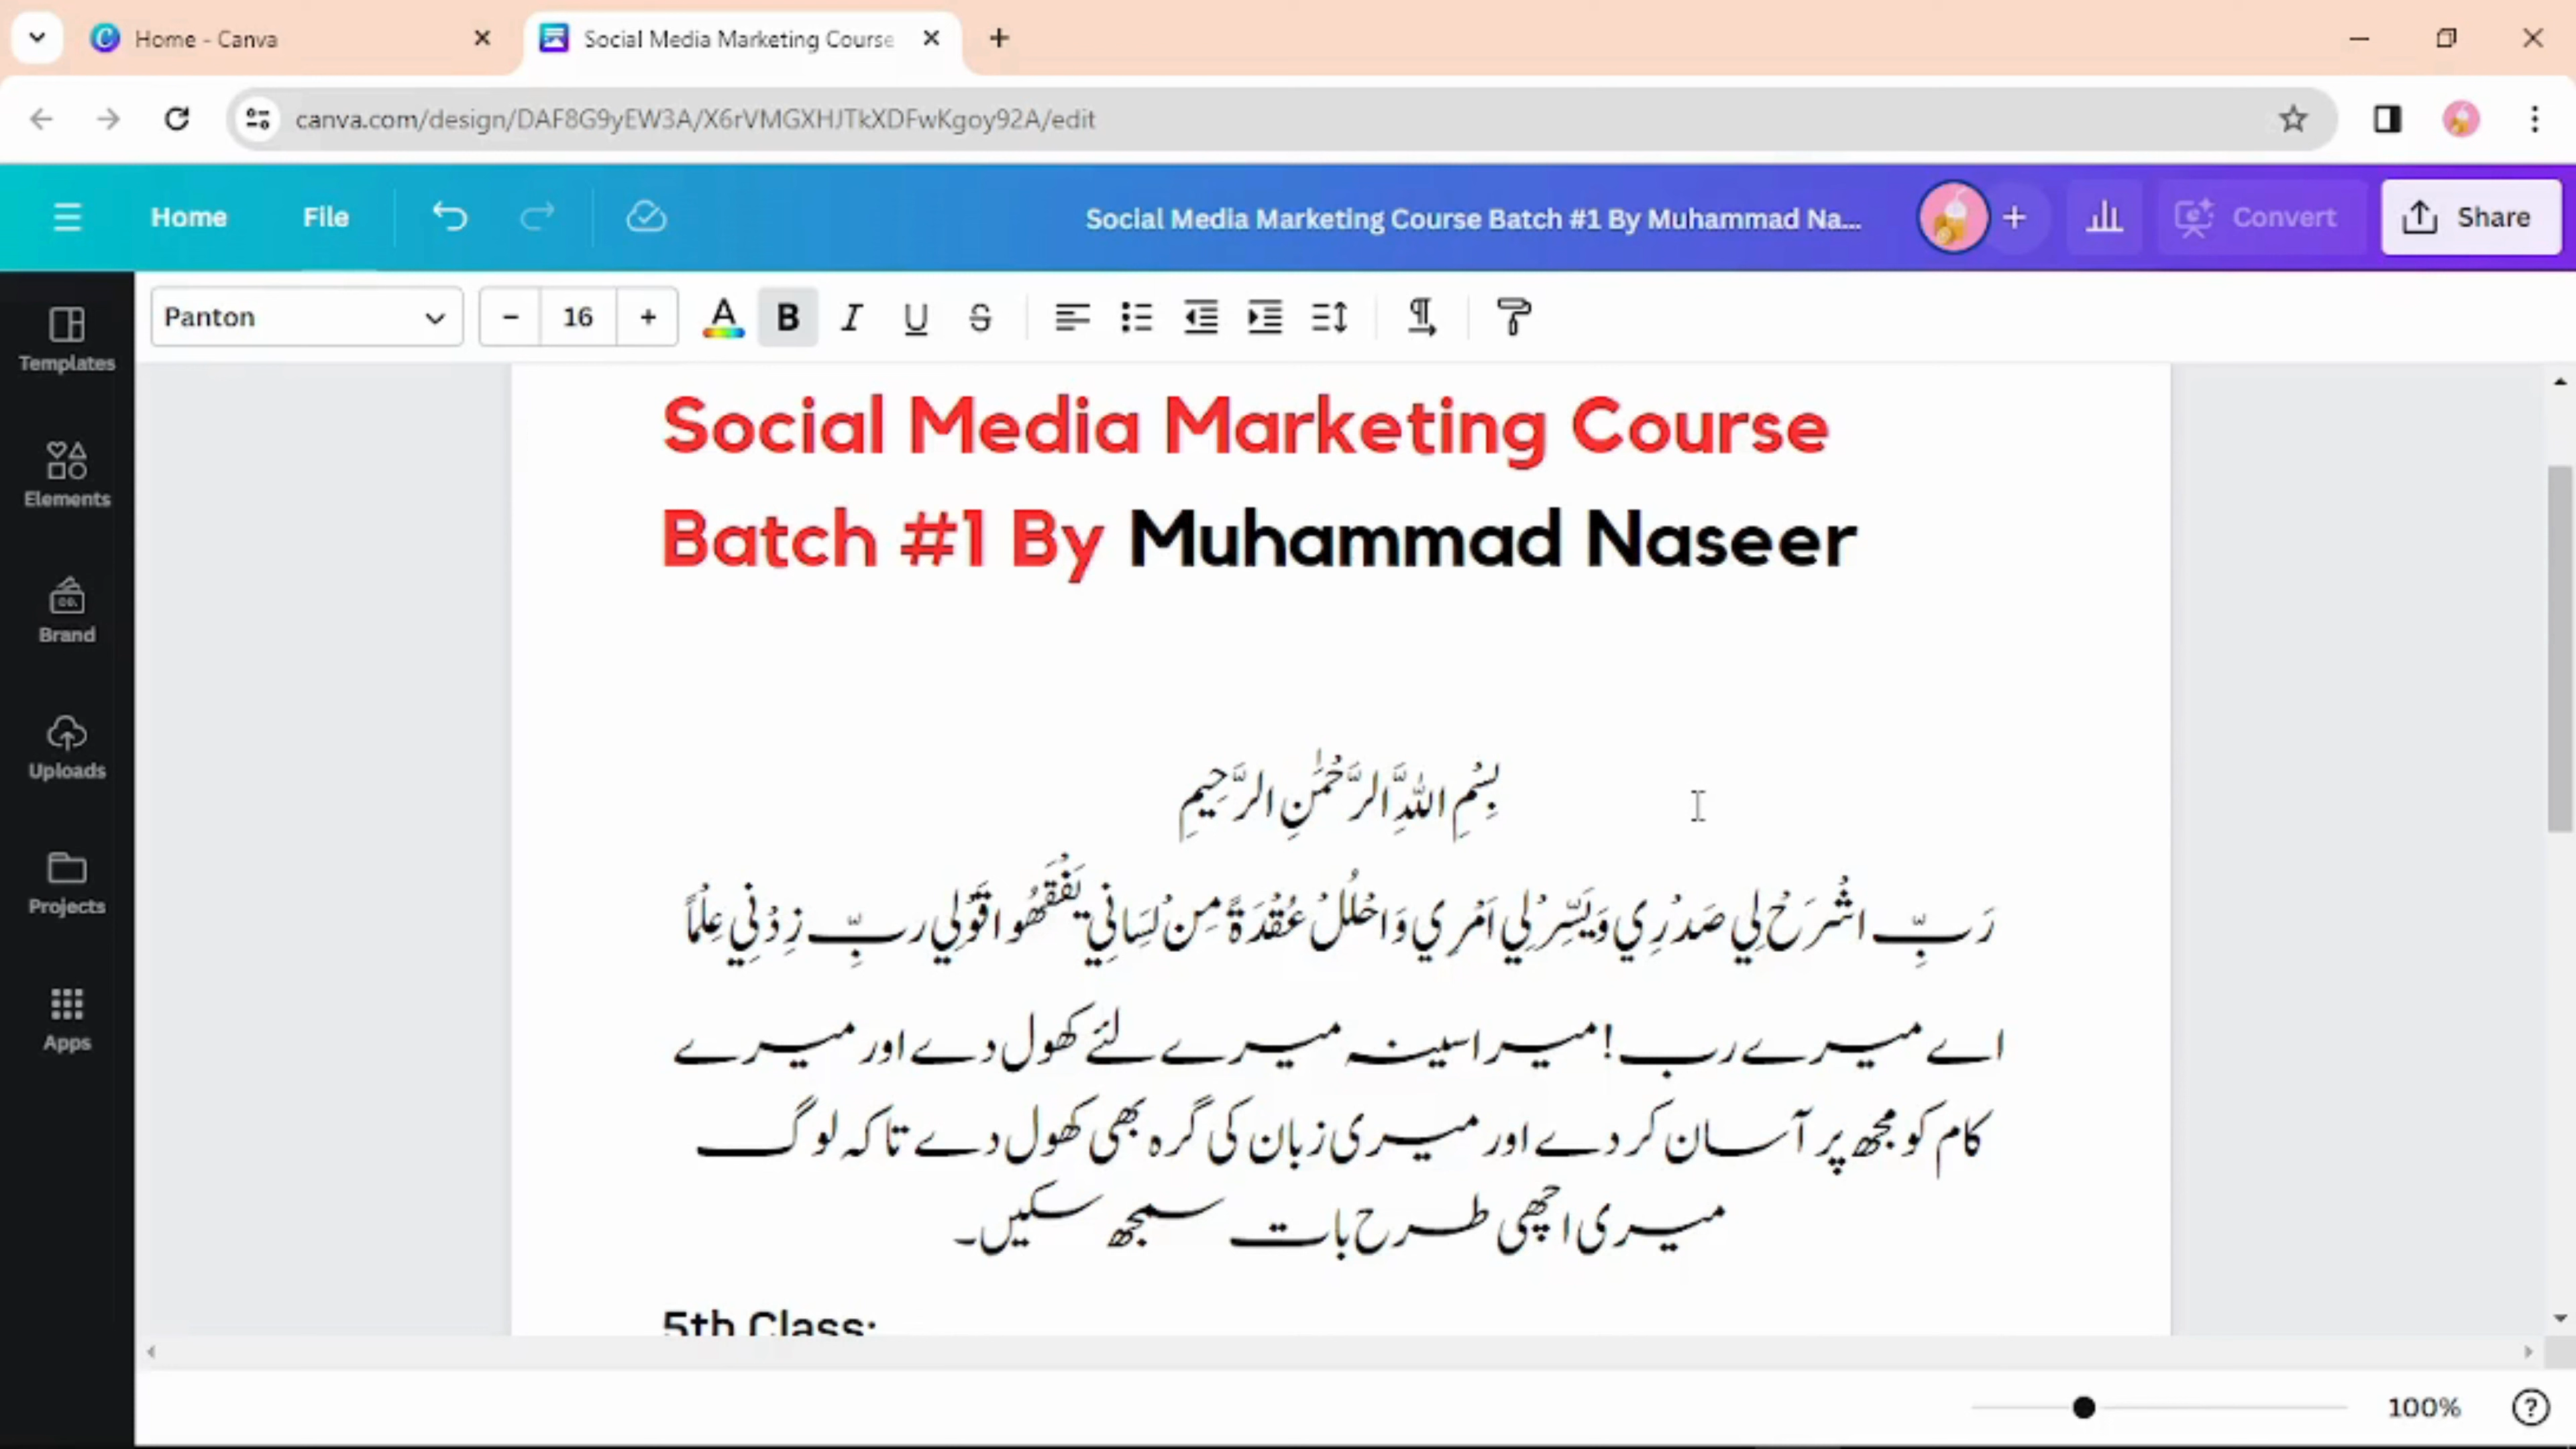 Home - Canva
Social Media Marketing Course
canva.com/design/DAF8G9yEW3A/X6rVMGXHJTkXDFwKgoy92A/edit
Home
File
Social Media Marketing Course Batch #1 By Muhammad Na...
Convert
Share
Panton
16
Templates
Elements
Brand
Uploads
Projects
Apps
Social Media Marketing Course
Batch #1 By Muhammad Naseer
بِسْمِ اللهِ الرَّحْمٰنِ الرَّحِيمِ
رَبِّ اشْرَحْ لِي صَدْرِي وَيَسِّرْ لِي اَمْرِي وَاحْلُلْ عُقْدَةً مِنْ لِسَانِي يَفْقَهُوا قَوْلِي رَبِّ زِدْنِي عِلْمًا
اے میرے رب ! میرا سینہ میرے لئے کھول دے اور میرے
کام کو مجھ پر آسان کر دے اور میری زبان کی گرہ بھی کھول دے تاکہ لوگ
میری اچھی طرح بات سمجھ سکیں۔
5th Class:
100%